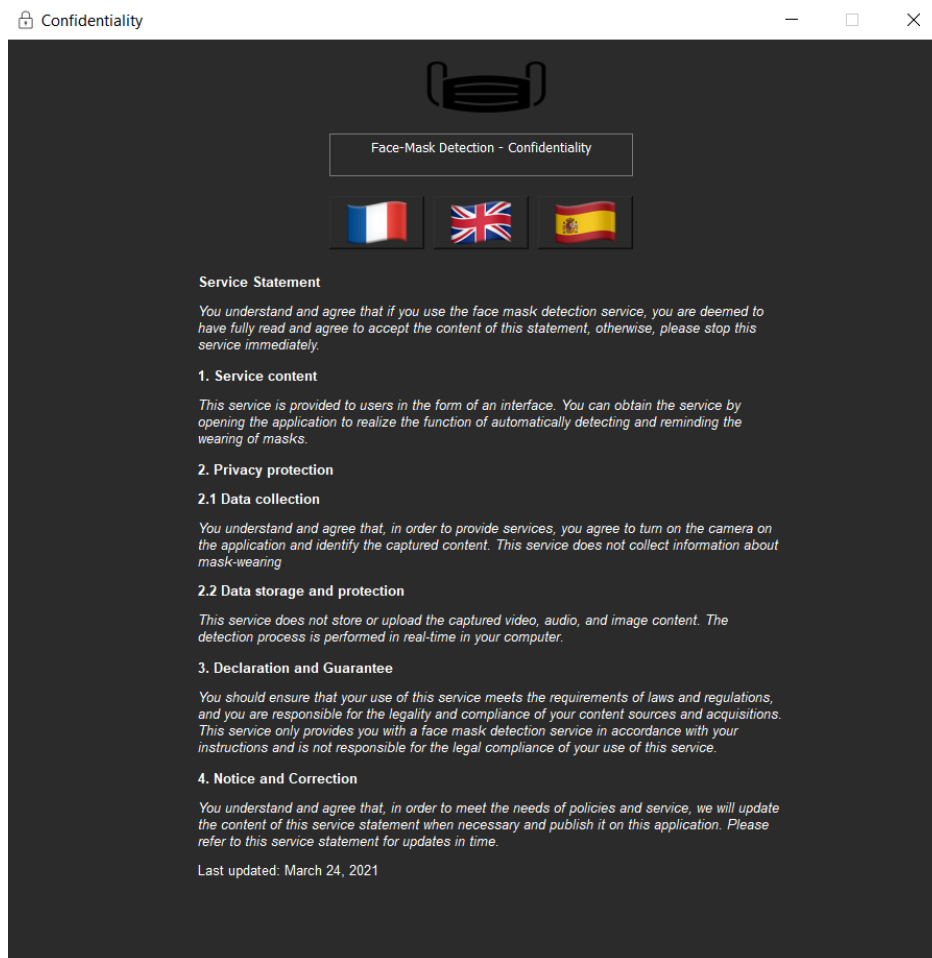 Confidentiality
Face-Mask Detection - Confidentiality
Service Statement
You understand and agree that if you use the face mask detection service, you are deemed to
have fully read and agree to accept the content of this statement, otherwise, please stop this
service immediately.
1. Service content
This service is provided to users in the form of an interface. You can obtain the service by
opening the application to realize the function of automatically detecting and reminding the
wearing of masks.
2. Privacy protection
2.1 Data collection
You understand and agree that, in order to provide services, you agree to turn on the camera on
the application and identify the captured content. This service does not collect information about
mask-wearing
2.2 Data storage and protection
This service does not store or upload the captured video, audio, and image content. The
detection process is performed in real-time in your computer.
3. Declaration and Guarantee
You should ensure that your use of this service meets the requirements of laws and regulations,
and you are responsible for the legality and compliance of your content sources and acquisitions.
This service only provides you with a face mask detection service in accordance with your
instructions and is not responsible for the legal compliance of your use of this service.
4. Notice and Correction
You understand and agree that, in order to meet the needs of policies and service, we will update
the content of this service statement when necessary and publish it on this application. Please
refer to this service statement for updates in time.
Last updated: March 24, 2021